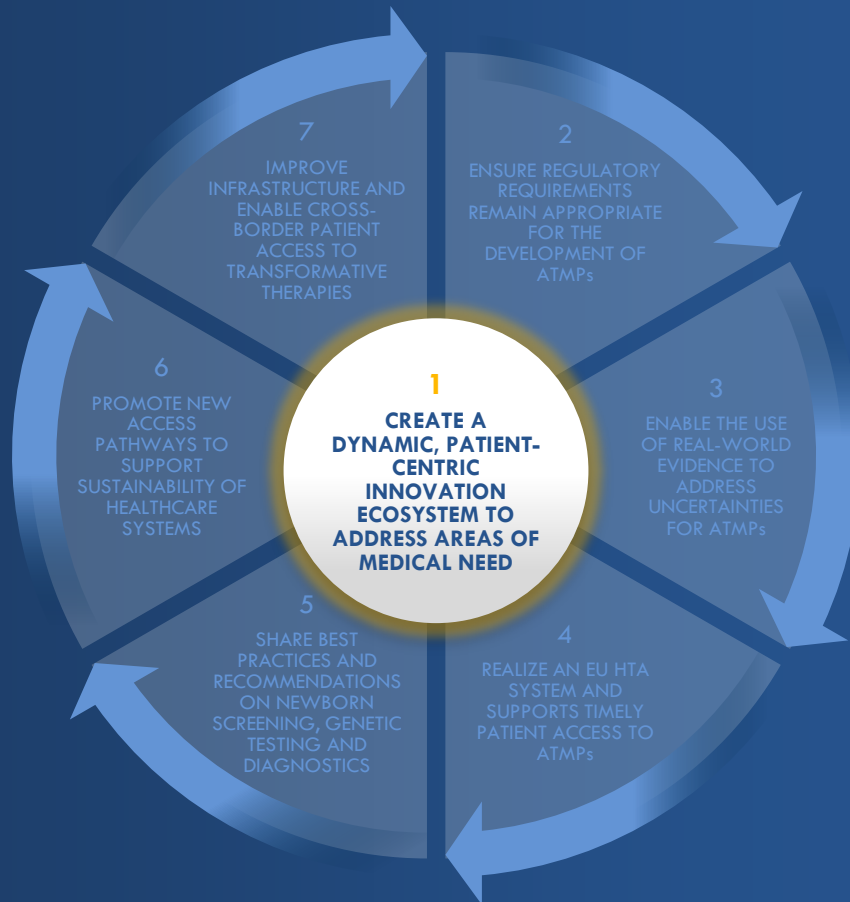 1
CREATE A
DYNAMIC, PATIENT-
CENTRIC
INNOVATION
ECOSYSTEM TO
ADDRESS AREAS OF
MEDICAL NEED
2
ENSURE REGULATORY
REQUIREMENTS
REMAIN APPROPRIATE
FOR THE
DEVELOPMENT OF
ATMPs
3
ENABLE THE USE
OF REAL-WORLD
EVIDENCE TO
ADDRESS
UNCERTAINTIES
FOR ATMPs
4
REALIZE AN EU HTA
SYSTEM AND
SUPPORTS TIMELY
PATIENT ACCESS TO
ATMPs
5
SHARE BEST
PRACTICES AND
RECOMMENDATIONS
ON NEWBORN
SCREENING, GENETIC
TESTING AND
DIAGNOSTICS
6
PROMOTE NEW
ACCESS
PATHWAYS TO
SUPPORT
SUSTAINABILITY OF
HEALTHCARE
SYSTEMS
7
IMPROVE
INFRASTRUCTURE AND
ENABLE CROSS-
BORDER PATIENT
ACCESS TO
TRANSFORMATIVE
THERAPIES